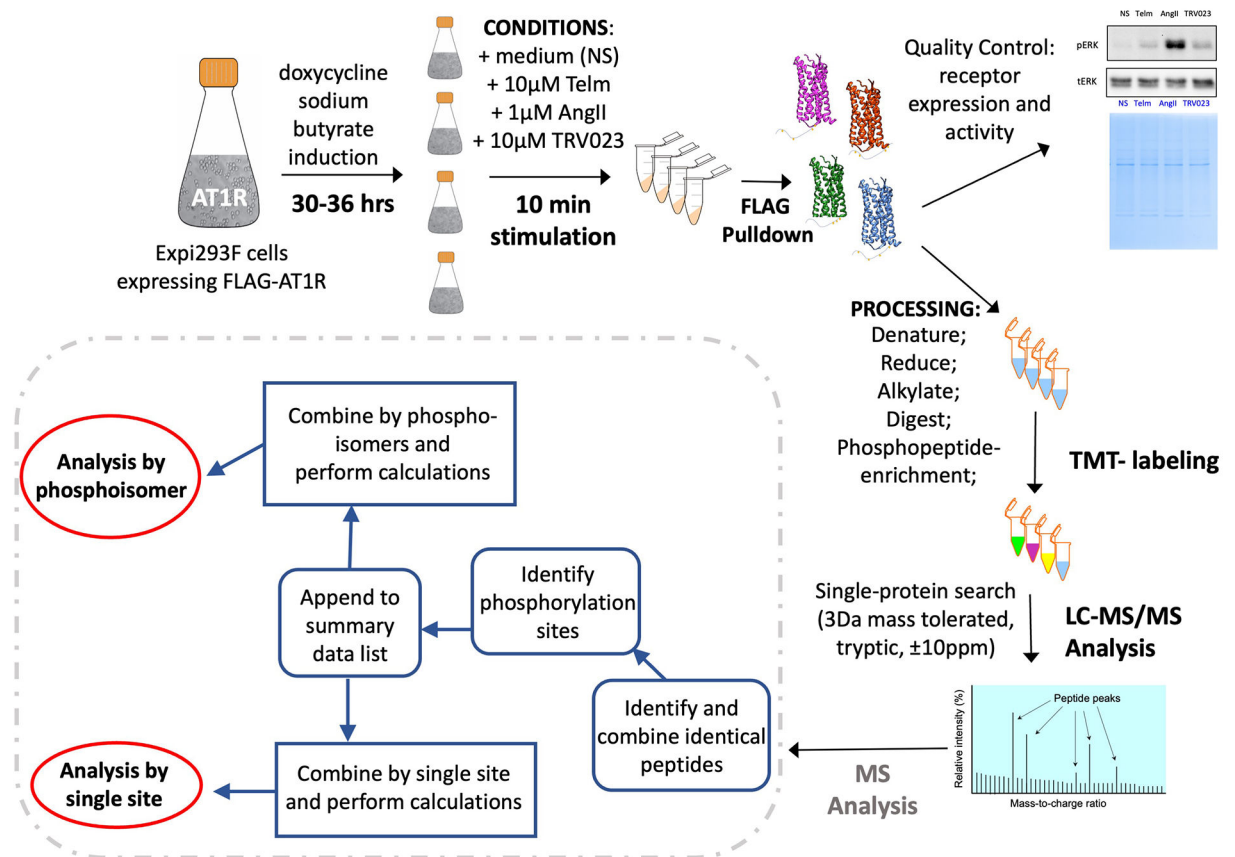 AT1R
Expi293F cells
expressing FLAG-AT1R
doxycycline
sodium
butyrate
induction
30-36 hrs
CONDITIONS:
+ medium (NS)
+ 10µM Telm
+ 1µM AngII
+ 10µM TRV023
10 min
stimulation
FLAG
Pulldown
Quality Control:
receptor
expression and
activity
NS Telm AngII TRV023
pERK
tERK
NS Telm AngII TRV023
PROCESSING:
Denature;
Reduce;
Alkylate;
Digest;
Phosphopeptide-
enrichment;
TMT- labeling
Single-protein search
(3Da mass tolerated,
tryptic, ±10ppm)
LC-MS/MS
Analysis
Relative intensity (%)
Peptide peaks
Mass-to-charge ratio
MS
Analysis
Identify and
combine identical
peptides
Identify
phosphorylation
sites
Append to
summary
data list
Combine by phospho-
isomers and
perform calculations
Analysis by
phosphoisomer
Combine by single site
and perform calculations
Analysis by
single site